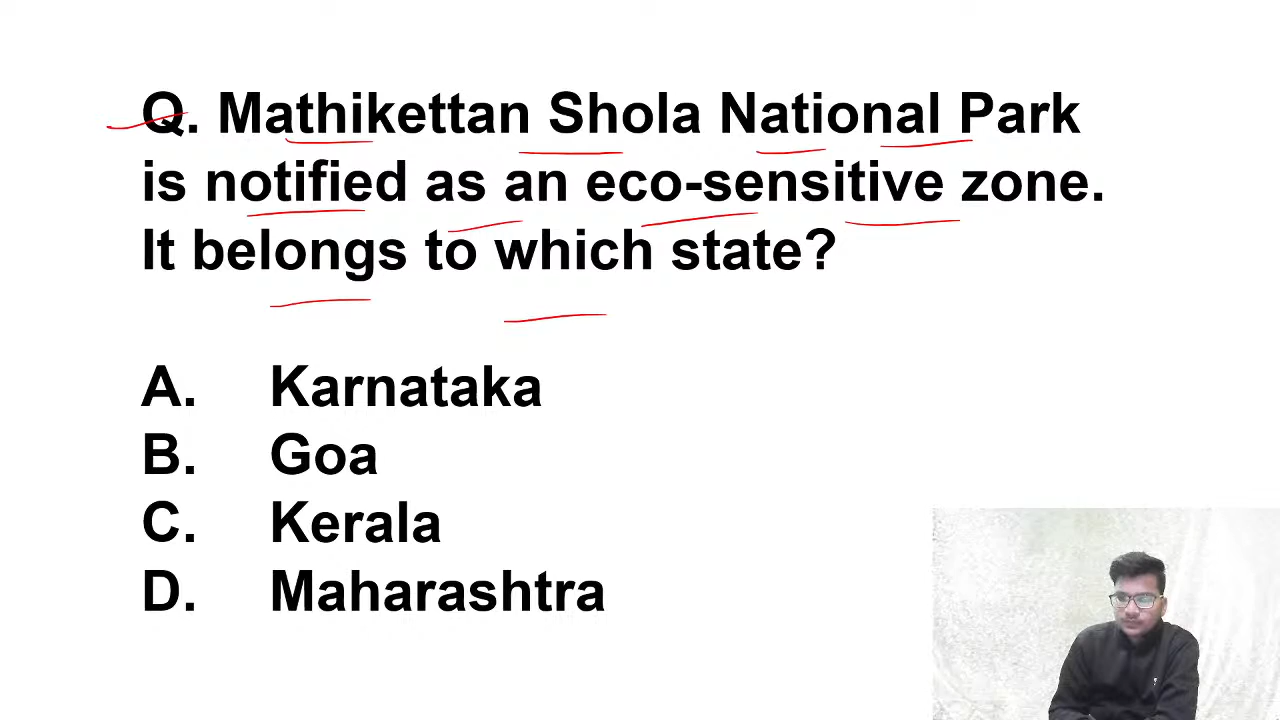 Q. Mathikettan Shola National Park
is notified as an eco-sensitive zone.
It belongs to which state?
A. Karnataka
B. Goa
C. Kerala
D. Maharashtra